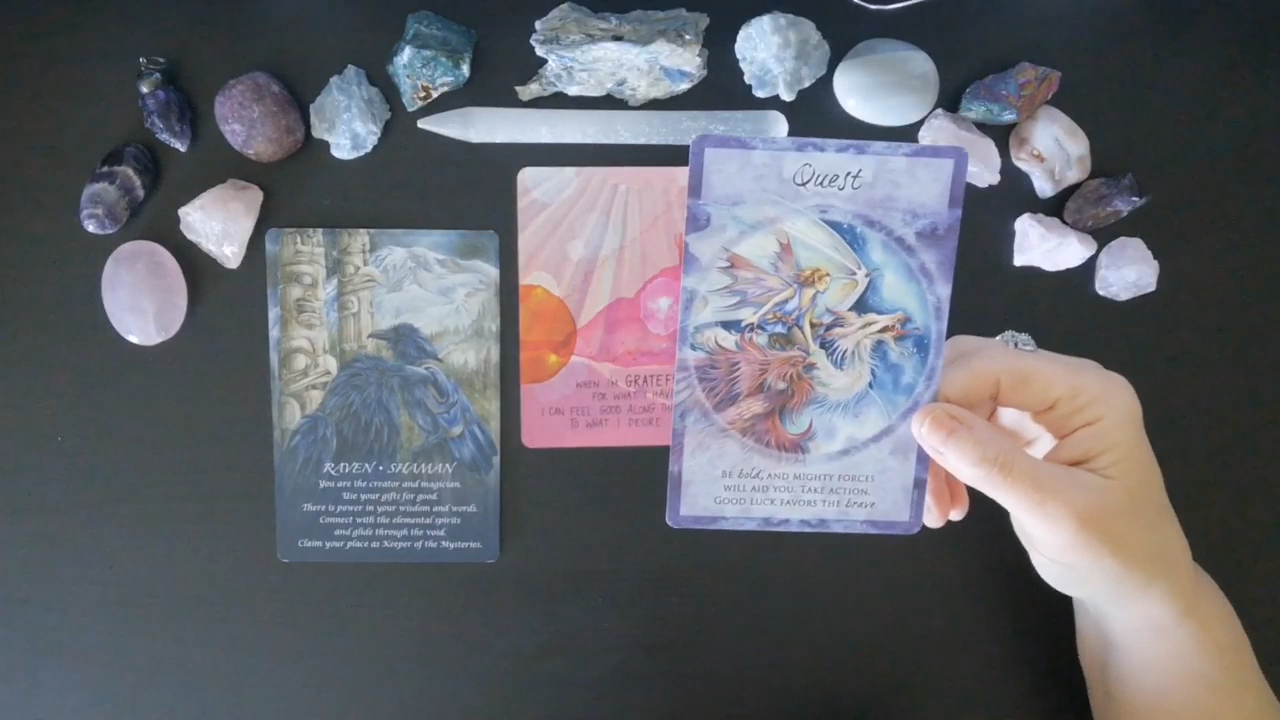 RAVEN • SHAMAN
You are the creator and magician.
Use your gifts for good.
There is power in your wisdom and words.
Connect with the elemental spirits
and glide through the void.
Claim your place as Keeper of the Mysteries.
WHEN I'M GRATEF
FOR WHAT I HAV
I CAN FEEL GOOD ALONG TH
TO WHAT I DESIRE
Quest
BE bold, AND MIGHTY FORCES
WILL AID YOU. TAKE ACTION.
GOOD LUCK FAVORS THE brave.